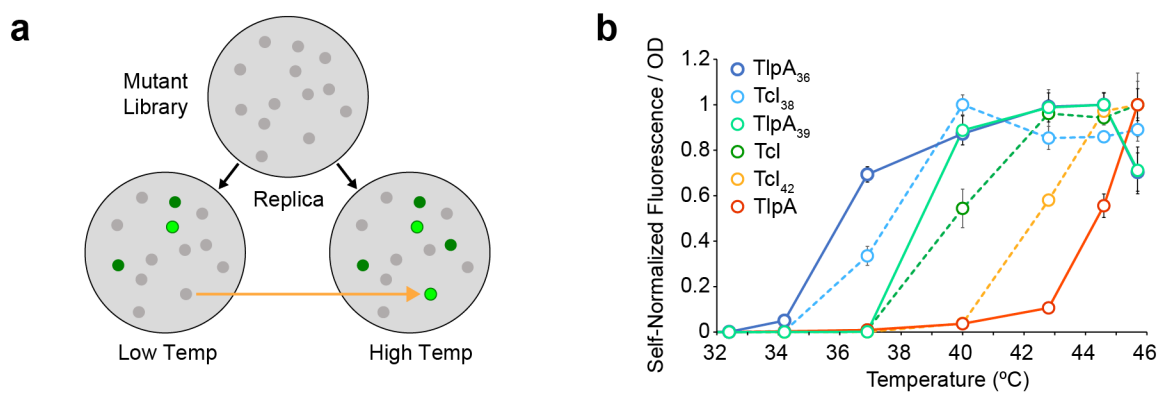 a
Mutant
Library
Replica
Low Temp
High Temp
b
Self-Normalized Fluorescence / OD
1.2
1
0.8
0.6
0.4
0.2
0
TlpA36
TcI38
TlpA39
TcI
TcI42
TlpA
32 34 36 38 40 42 44 46
Temperature (ºC)